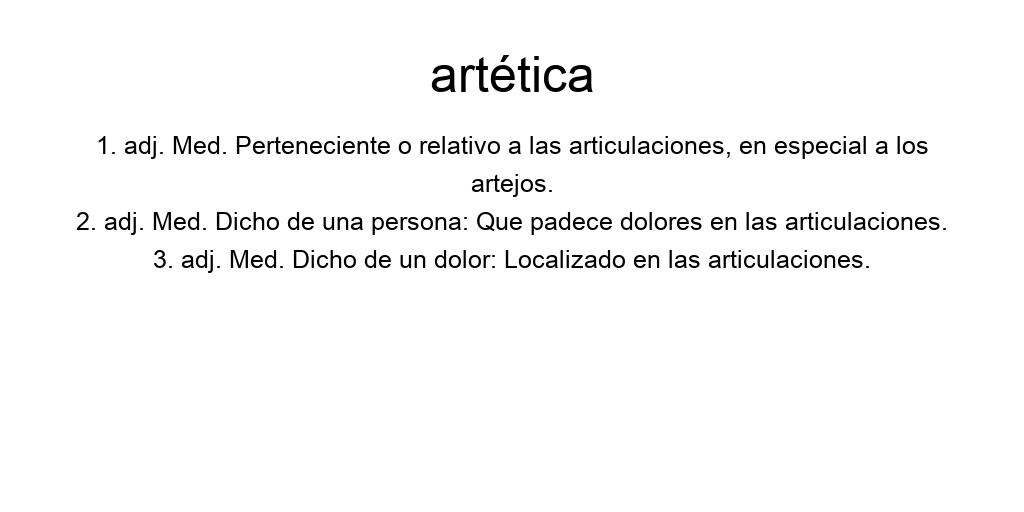 artética
1. adj. Med. Perteneciente o relativo a las articulaciones, en especial a los
artejos.
2. adj. Med. Dicho de una persona: Que padece dolores en las articulaciones.
3. adj. Med. Dicho de un dolor: Localizado en las articulaciones.